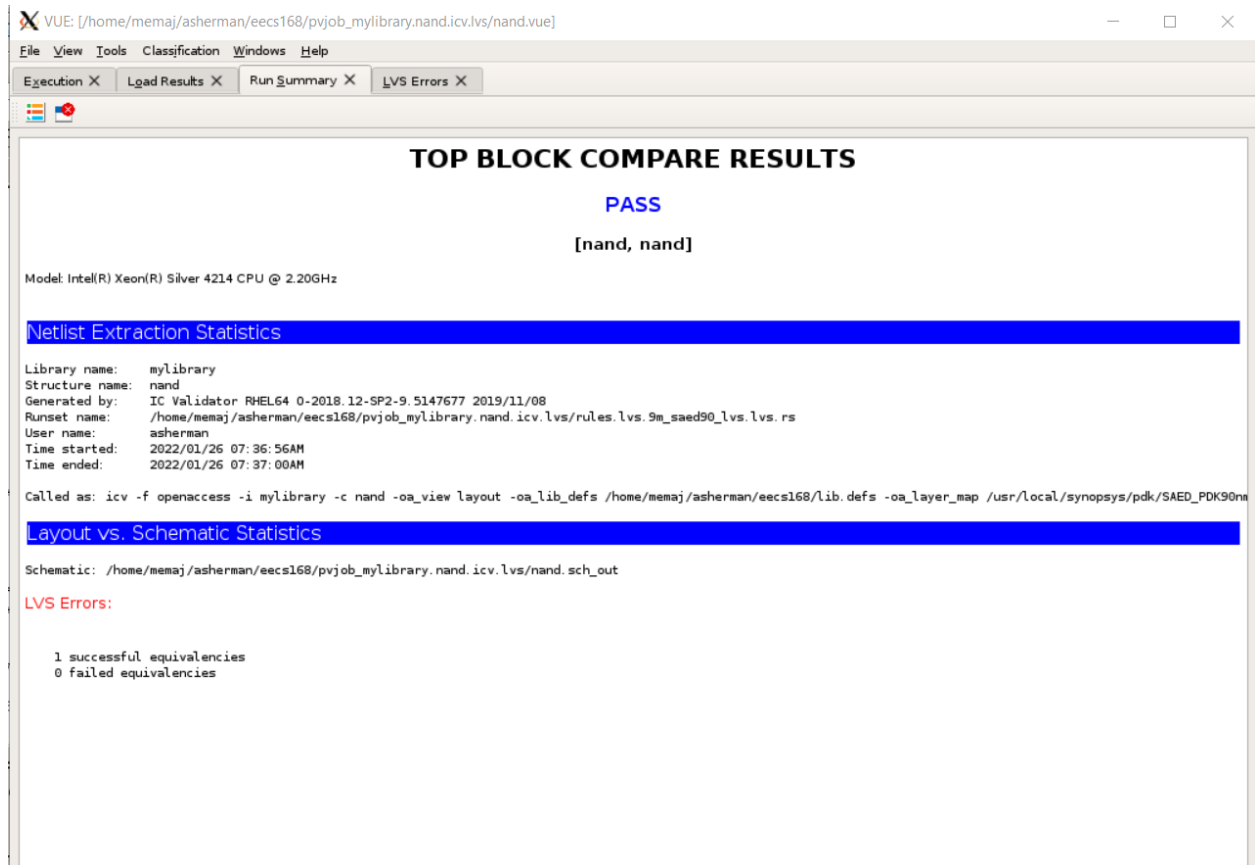 VUE: [/home/memaj/asherman/eecs168/pvjob_mylibrary.nand.icv.lvs/nand.vue]
File View Tools Classification Windows Help
Execution Load Results Run Summary LVS Errors
TOP BLOCK COMPARE RESULTS
PASS
[nand, nand]
Model: Intel(R) Xeon(R) Silver 4214 CPU @ 2.20GHz
Netlist Extraction Statistics
Library name: mylibrary
Structure name: nand
Generated by: IC Validator RHEL64 O-2018.12-SP2-9.5147677 2019/11/08
Runset name: /home/memaj/asherman/eecs168/pvjob_mylibrary.nand.icv.lvs/rules.lvs.9m_saed90_lvs.lvs.rs
User name: asherman
Time started: 2022/01/26 07:36:56AM
Time ended: 2022/01/26 07:37:00AM
Called as: icv -f openaccess -i mylibrary -c nand -oa_view layout -oa_lib_defs /home/memaj/asherman/eecs168/lib.defs -oa_layer_map /usr/local/synopsys/pdk/SAED_PDK90nm
Layout vs. Schematic Statistics
Schematic: /home/memaj/asherman/eecs168/pvjob_mylibrary.nand.icv.lvs/nand.sch_out
LVS Errors:
1 successful equivalencies
0 failed equivalencies